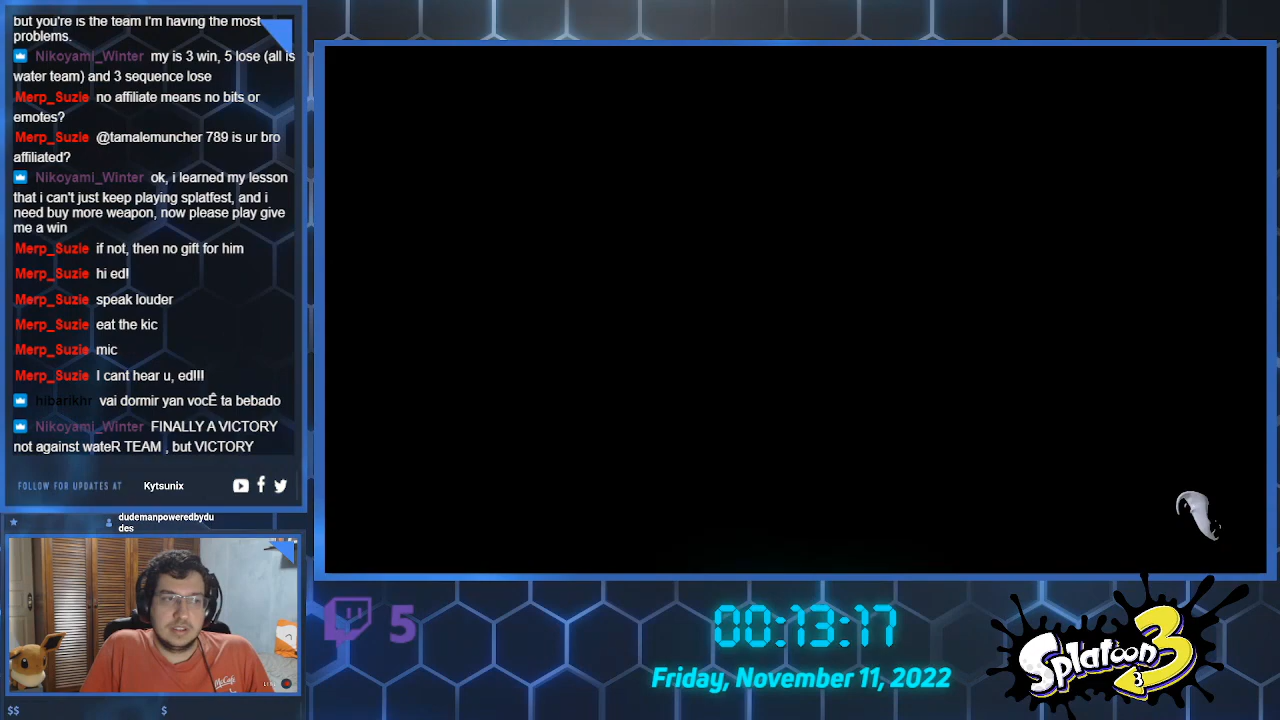 but you're is the team I'm having the most
problems.
Nikoyami_Winter my is 3 win, 5 lose (all is
water team) and 3 sequence lose
Merp_Suzie no affiliate means no bits or
emotes?
Merp_Suzie @tamalemuncher 789 is ur bro
affiliated?
Nikoyami_Winter ok, i learned my lesson
that i can't just keep playing splatfest, and i
need buy more weapon, now please play give
me a win
Merp_Suzie if not, then no gift for him
Merp_Suzie hi ed!
Merp_Suzie speak louder
Merp_Suzie eat the kic
Merp_Suzie mic
Merp_Suzie I cant hear u, ed!!!
hibarikhr vai dormir yan vocÊ ta bebado
Nikoyami_Winter FINALLY A VICTORY
not against wateR TEAM , but VICTORY
FOLLOW FOR UPDATES AT Kytsunix
dudemanpoweredbydu
des
McCafé
$$ $
5
00:13:17
Friday, November 11, 2022
Splatoon 3